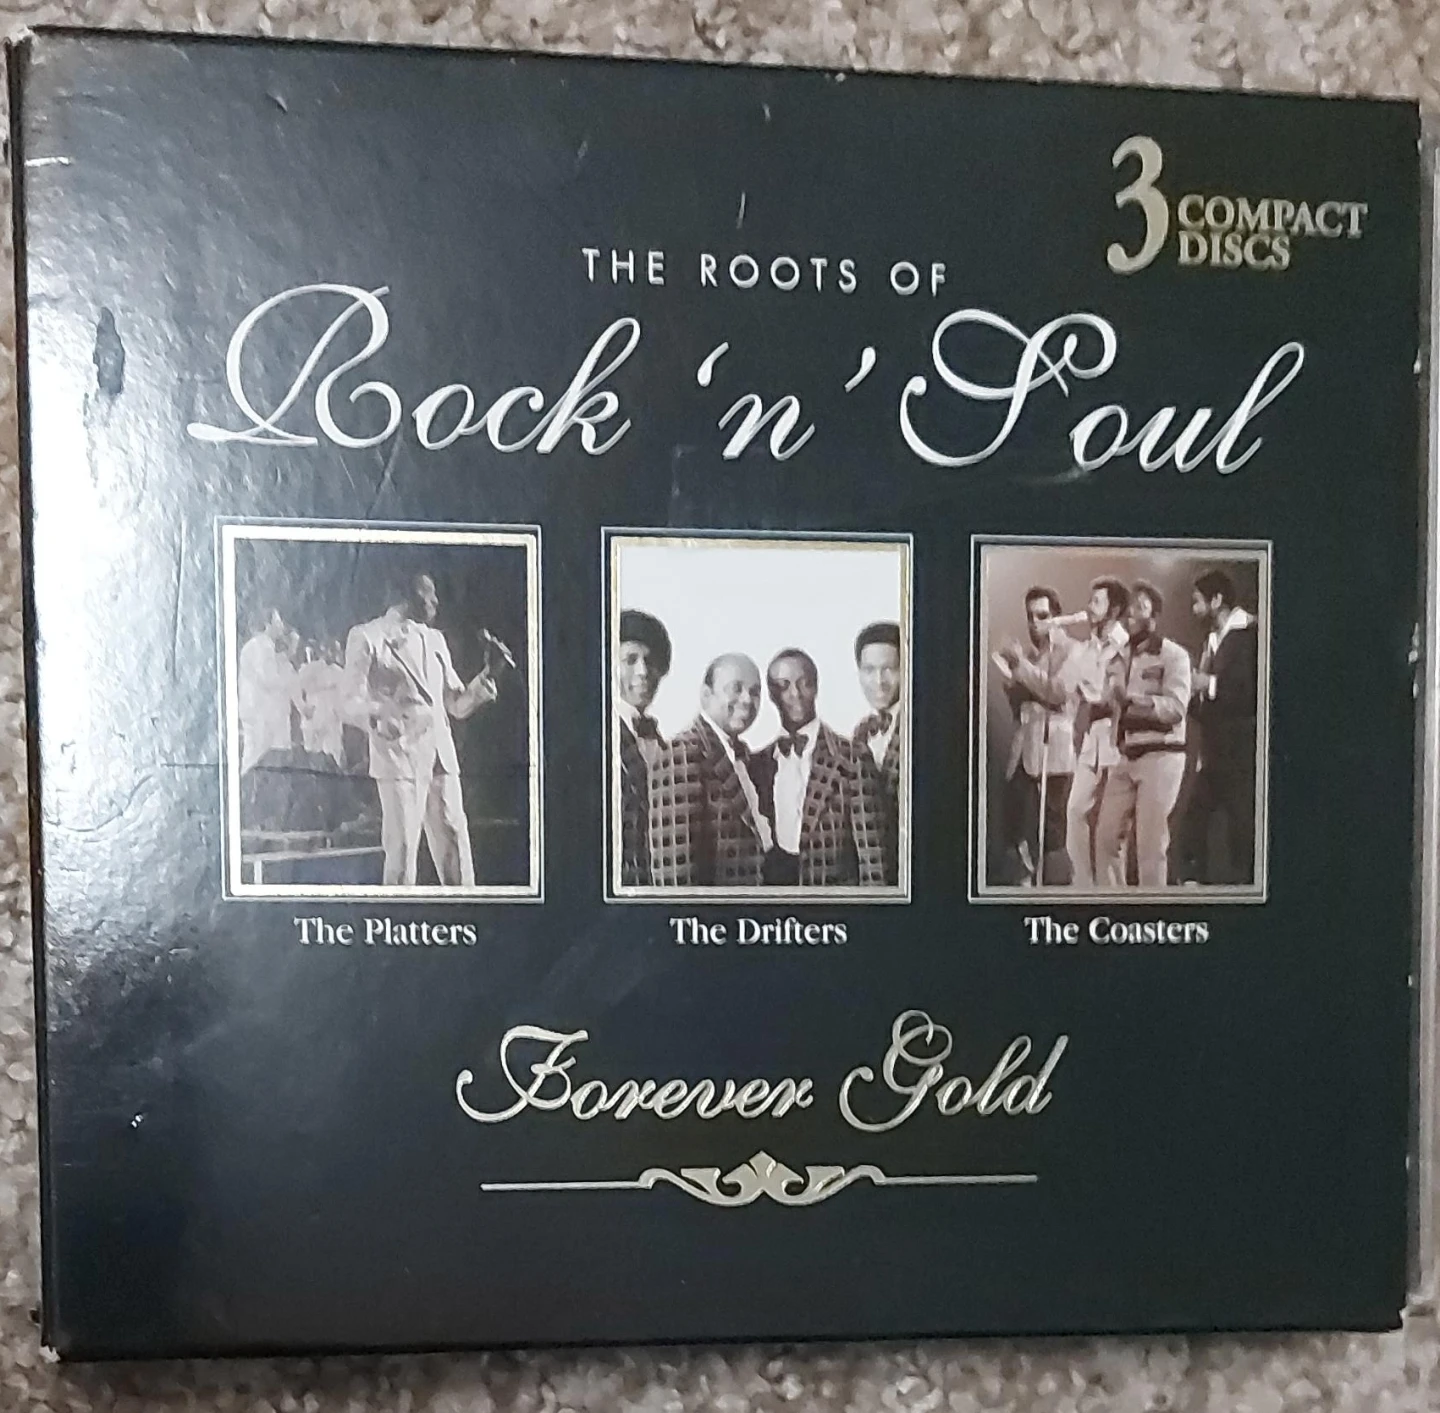 3 COMPACT
DISCS
THE ROOTS OF
Rock 'n' Soul
The Platters
The Drifters
The Coasters
Forever Gold